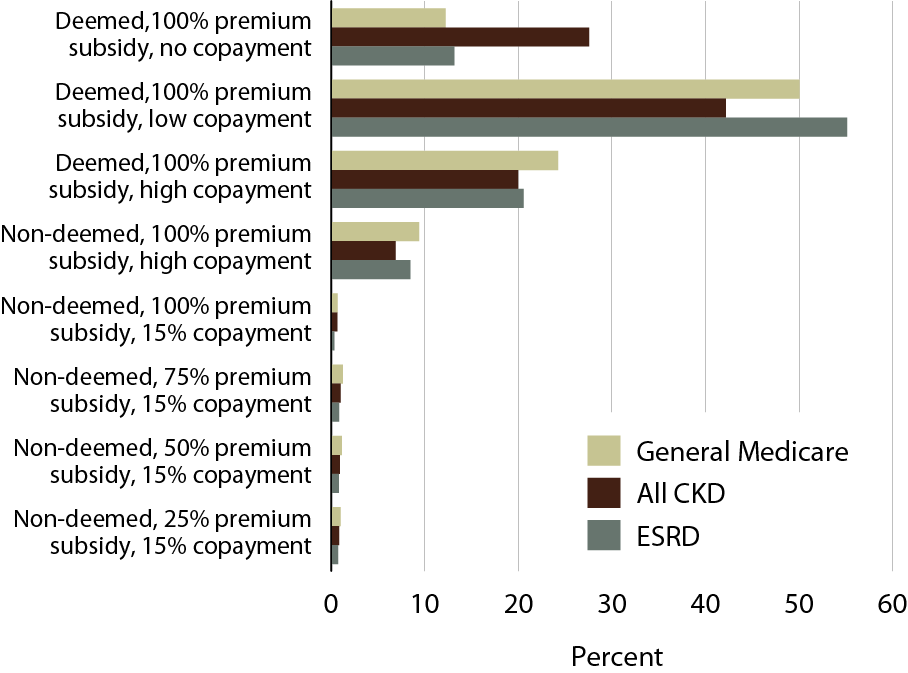 Deemed,100% premium
subsidy, no copayment
Deemed,100% premium
subsidy, low copayment
Deemed,100% premium
subsidy, high copayment
Non-deemed, 100% premium
subsidy, high copayment
Non-deemed, 100% premium
subsidy, 15% copayment
Non-deemed, 75% premium
subsidy, 15% copayment
Non-deemed, 50% premium
subsidy, 15% copayment
Non-deemed, 25% premium
subsidy, 15% copayment
General Medicare
All CKD
ESRD
0 10 20 30 40 50 60
Percent